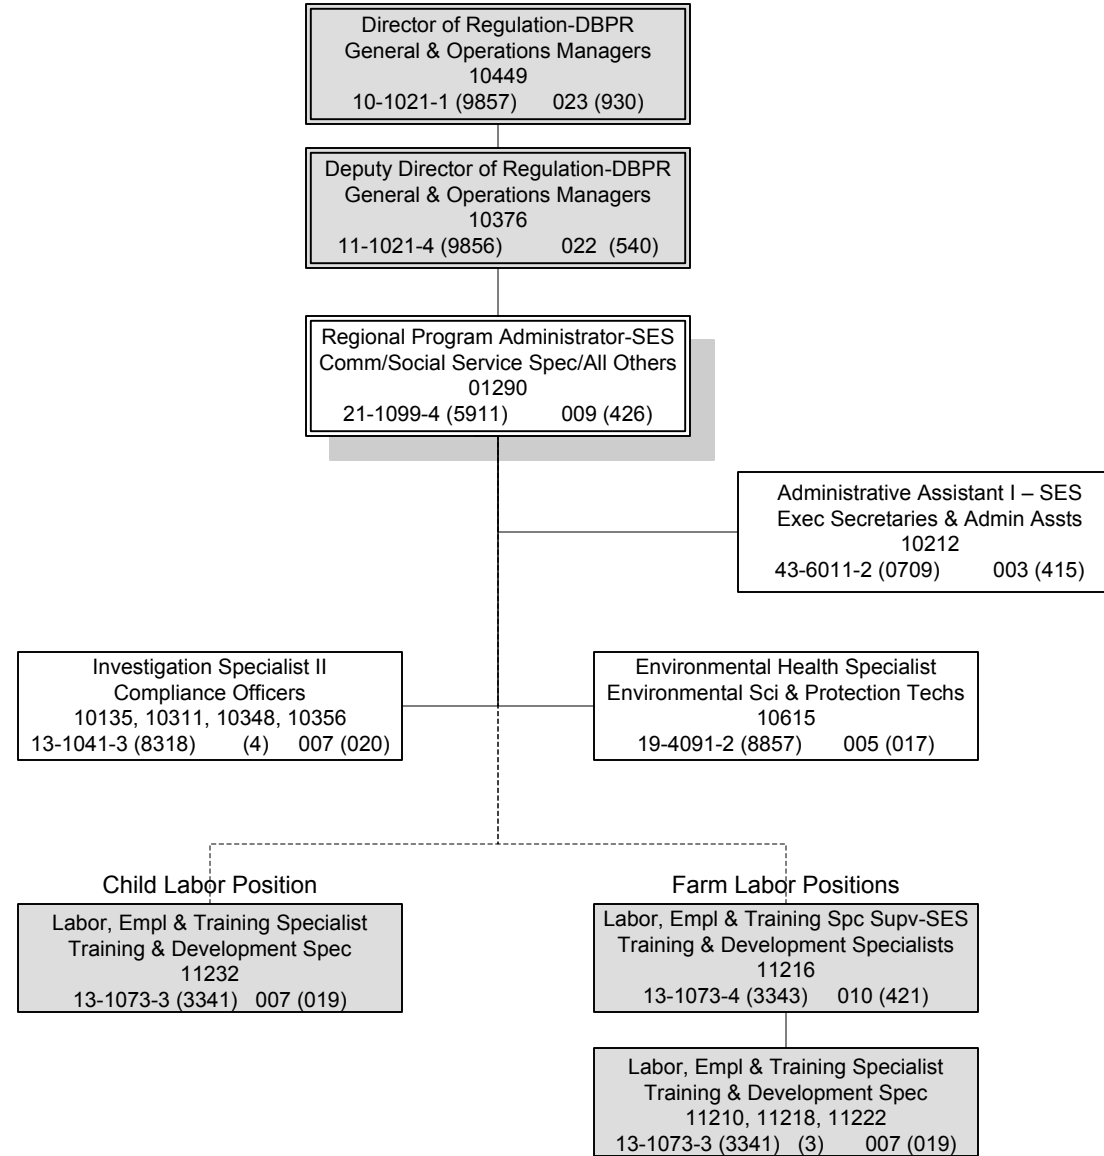 Director of Regulation-DBPR
General & Operations Managers
10449
10-1021-1 (9857) 023 (930)
Deputy Director of Regulation-DBPR
General & Operations Managers
10376
11-1021-4 (9856) 022 (540)
Regional Program Administrator-SES
Comm/Social Service Spec/All Others
01290
21-1099-4 (5911) 009 (426)
Administrative Assistant I – SES
Exec Secretaries & Admin Assts
10212
43-6011-2 (0709) 003 (415)
Investigation Specialist II
Compliance Officers
10135, 10311, 10348, 10356
13-1041-3 (8318) (4) 007 (020)
Environmental Health Specialist
Environmental Sci & Protection Techs
10615
19-4091-2 (8857) 005 (017)
Child Labor Position
Labor, Empl & Training Specialist
Training & Development Spec
11232
13-1073-3 (3341) 007 (019)
Farm Labor Positions
Labor, Empl & Training Spc Supv-SES
Training & Development Specialists
11216
13-1073-4 (3343) 010 (421)
Labor, Empl & Training Specialist
Training & Development Spec
11210, 11218, 11222
13-1073-3 (3341) (3) 007 (019)